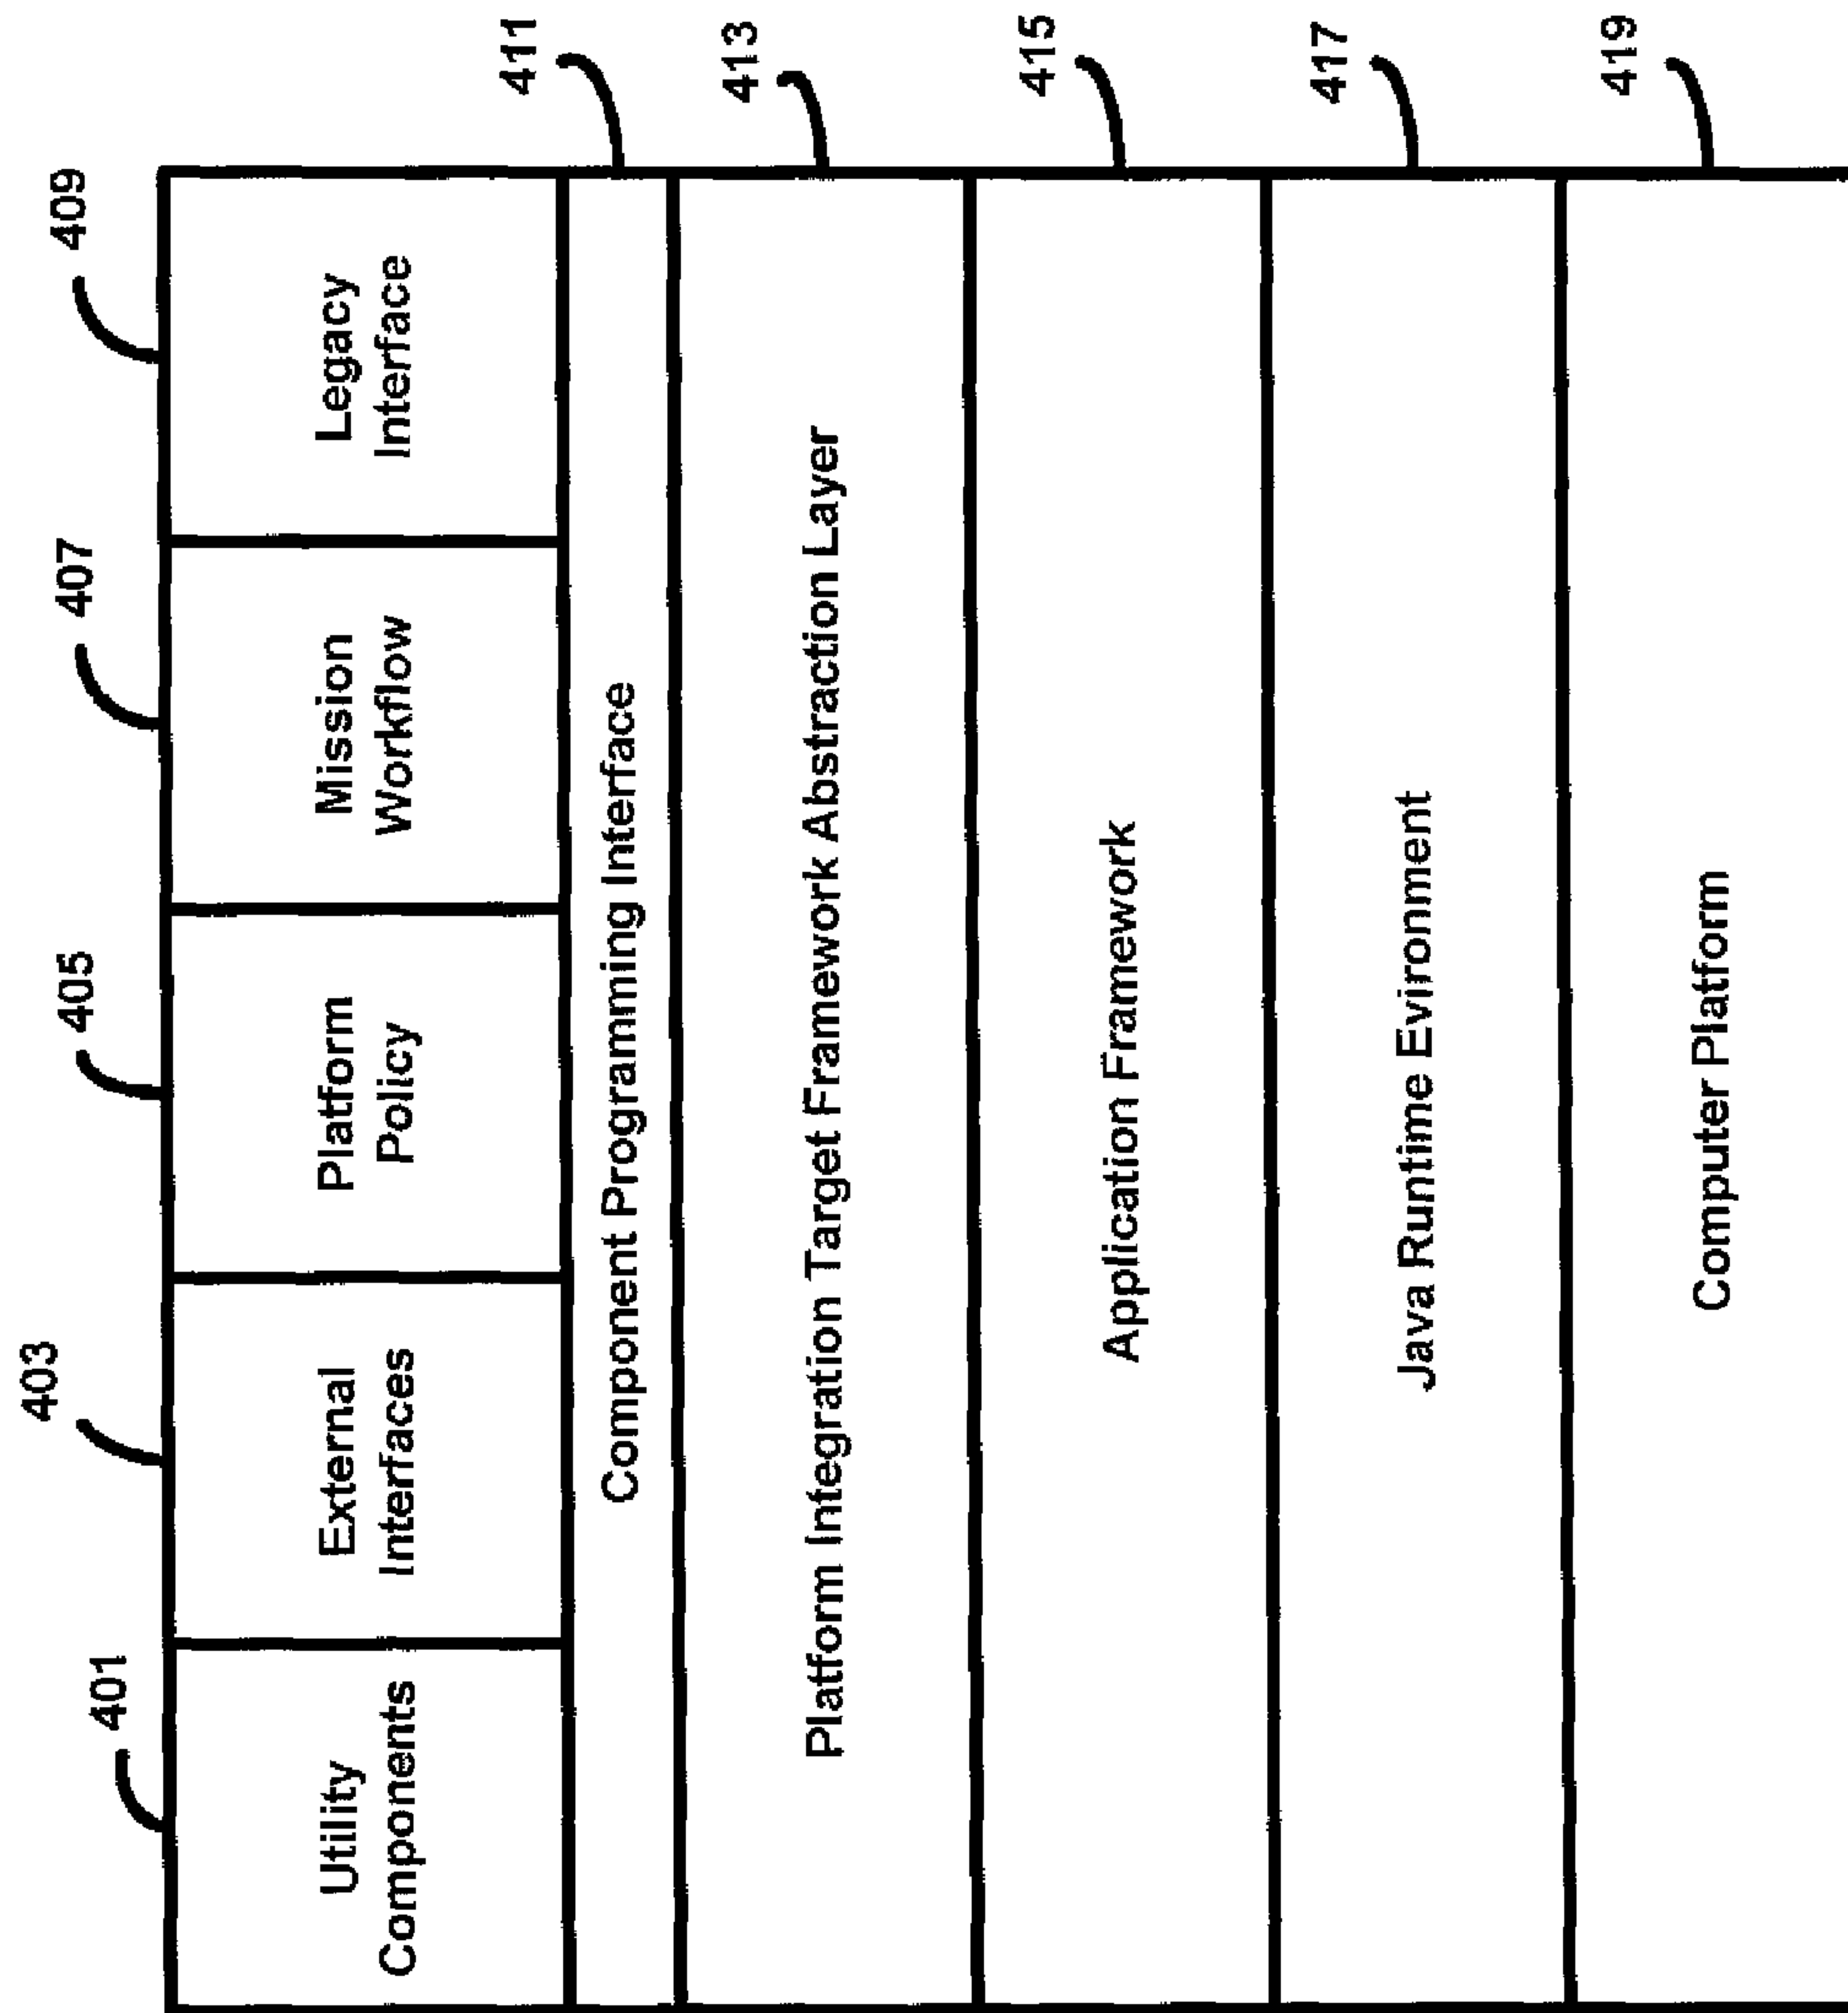 401
403
405
407
409
Utility
Components
External
Interfaces
Platform
Policy
Mission
Workflow
Legacy
Interface
Component Programming Interface
411
Platform Integration Target Framework Abstraction Layer
413
Application Framework
415
Java Runtime Evironment
417
Computer Platform
419